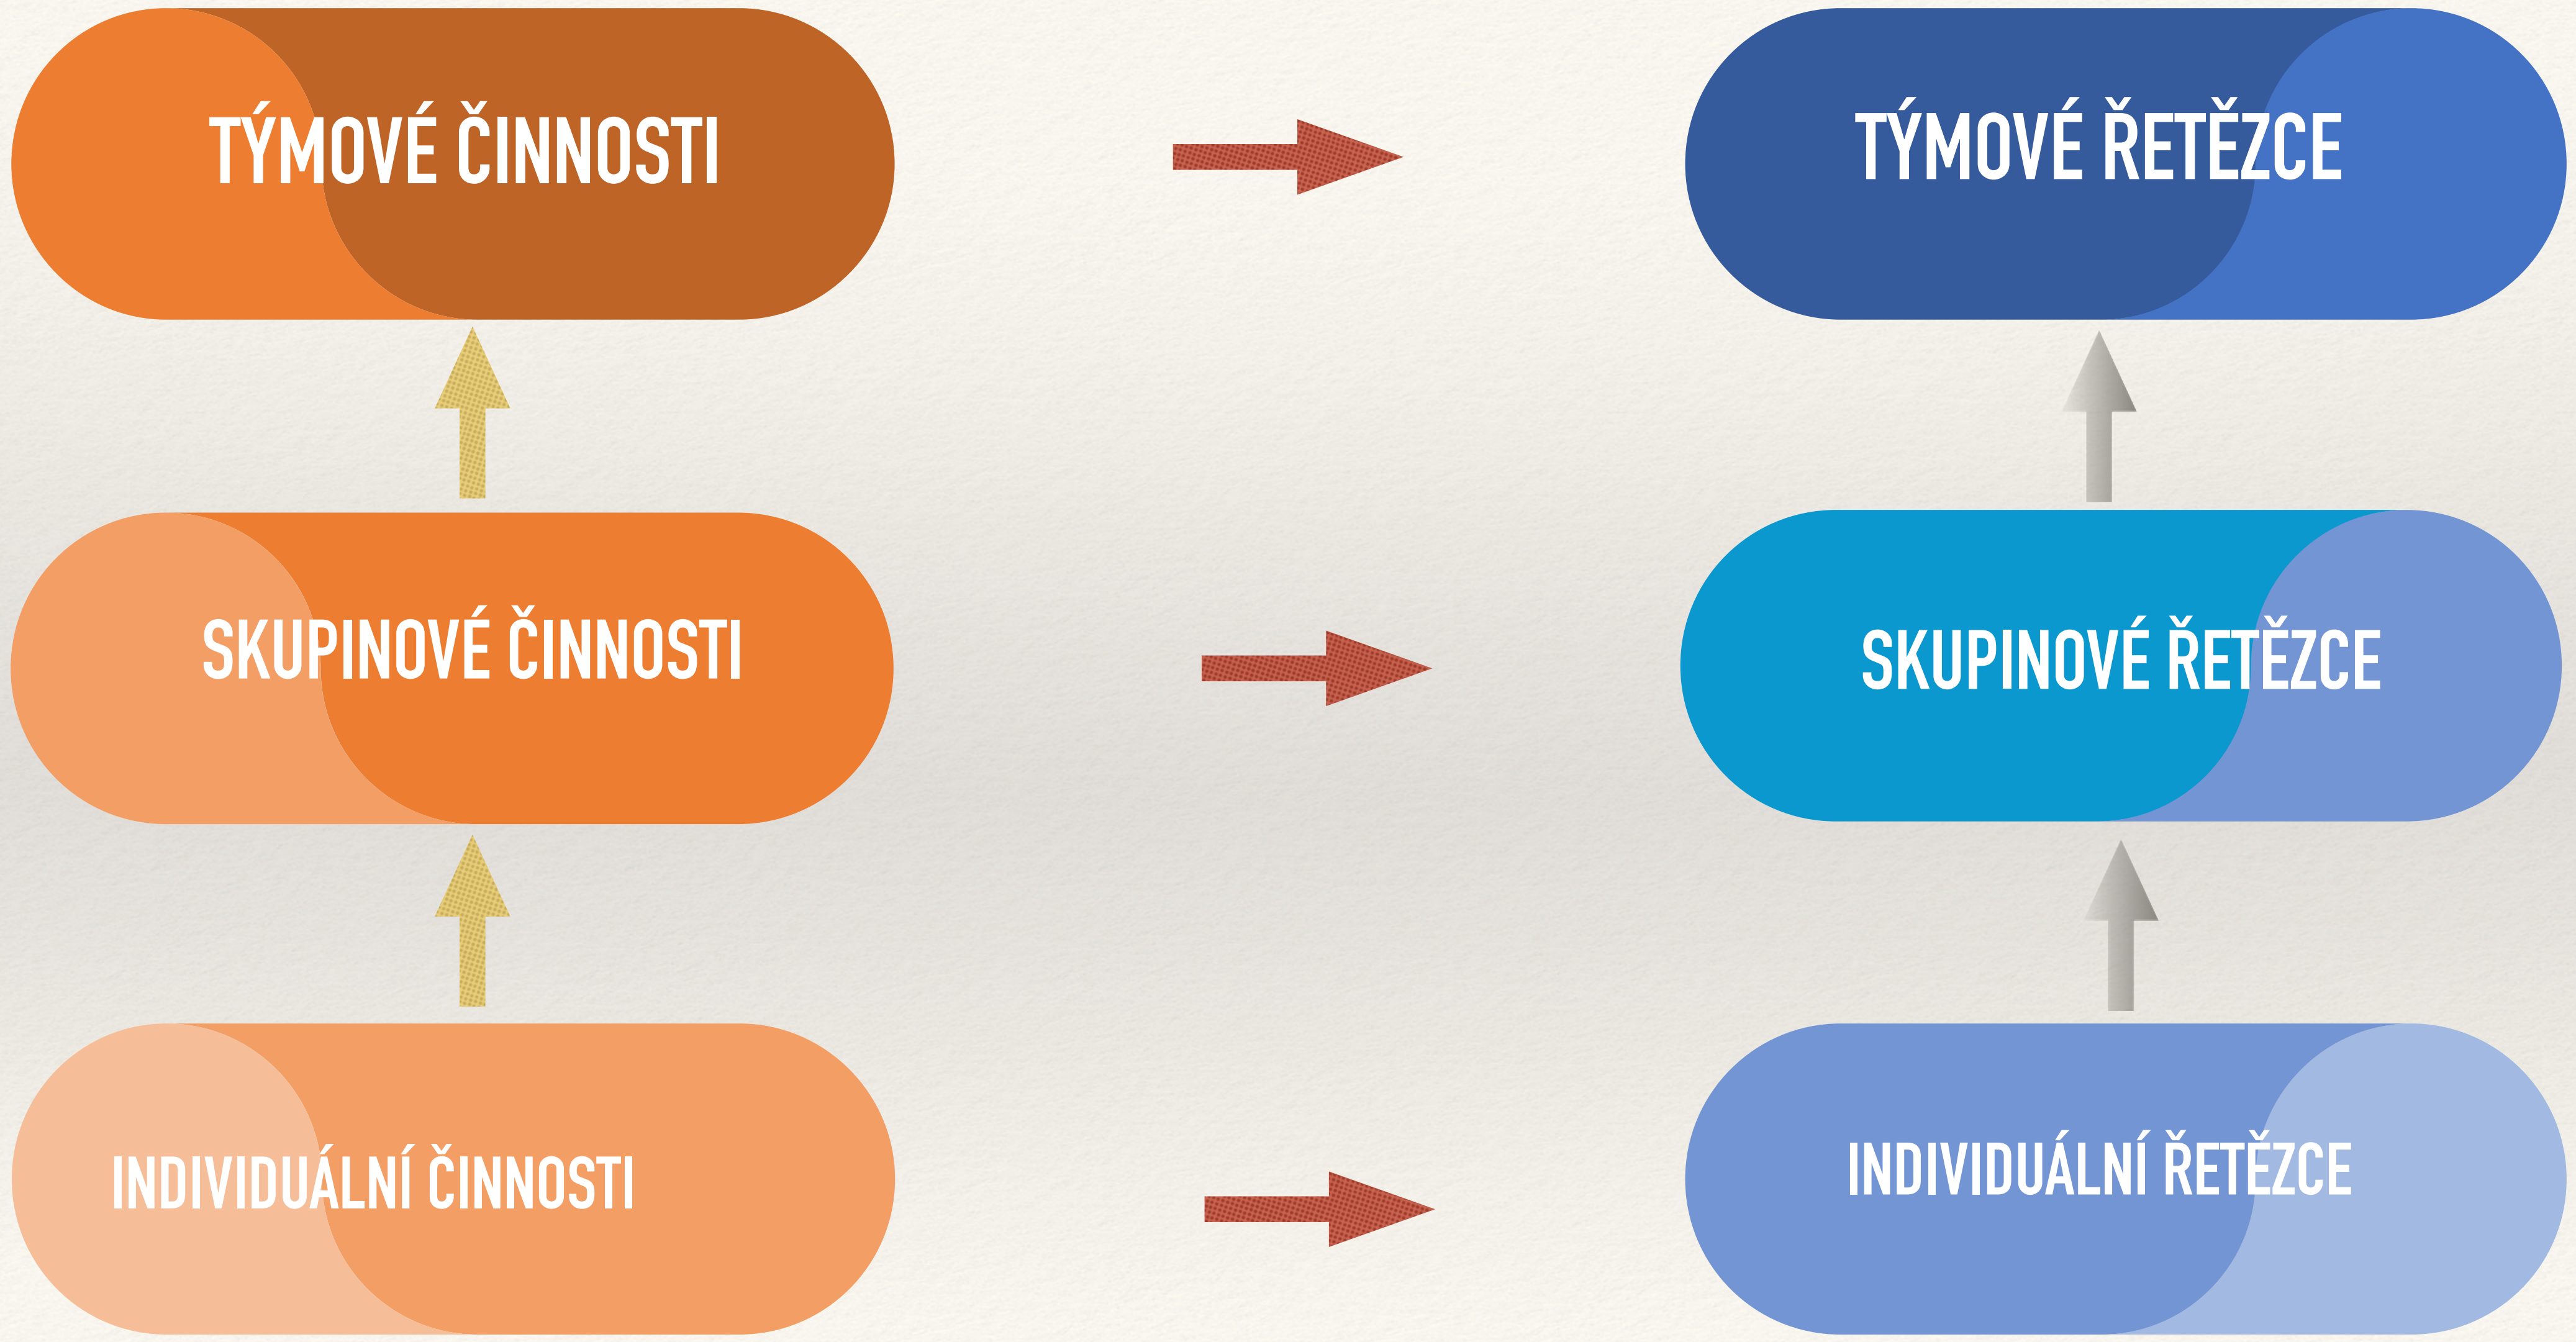 TÝMOVÉ ČINNOSTI
TÝMOVÉ ŘETĚZCE
SKUPINOVÉ ČINNOSTI
SKUPINOVÉ ŘETĚZCE
INDIVIDUÁLNÍ ČINNOSTI
INDIVIDUÁLNÍ ŘETĚZCE